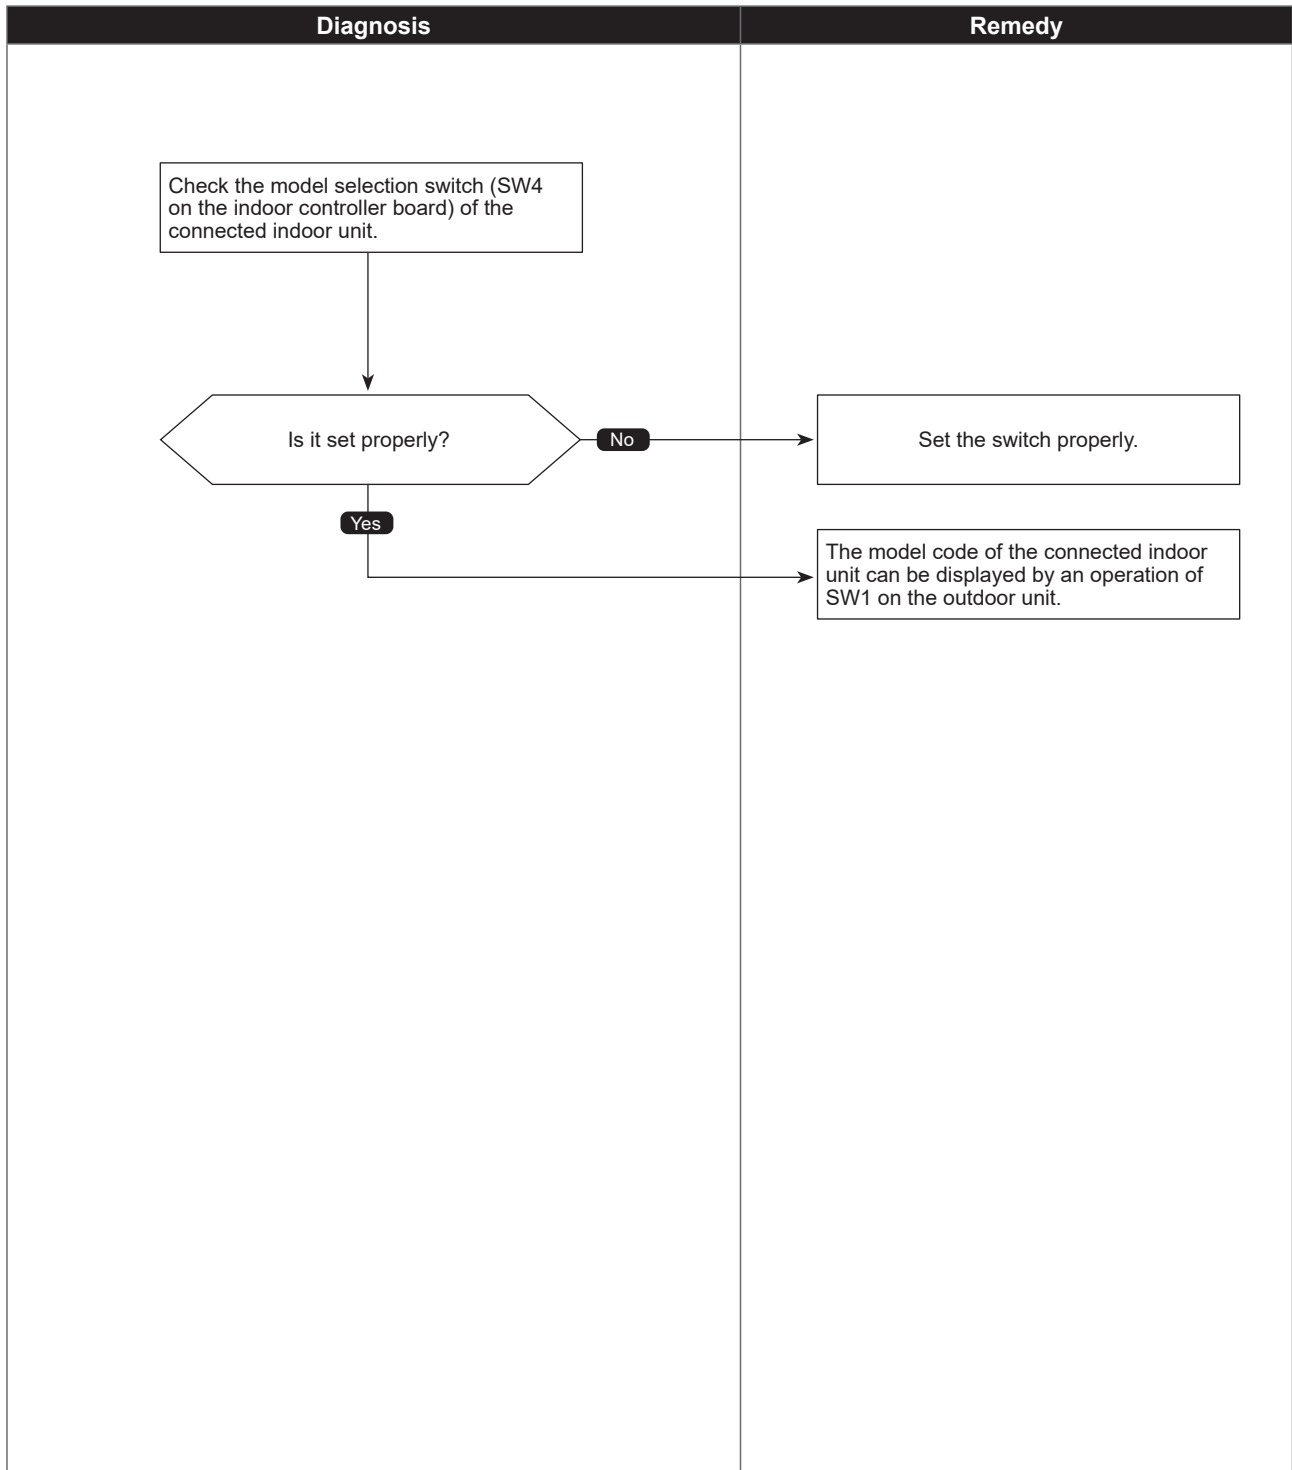 Diagnosis
Remedy
Check the model selection switch (SW4
on the indoor controller board) of the
connected indoor unit.
Is it set properly?
No
Set the switch properly.
Yes
The model code of the connected indoor
unit can be displayed by an operation of
SW1 on the outdoor unit.